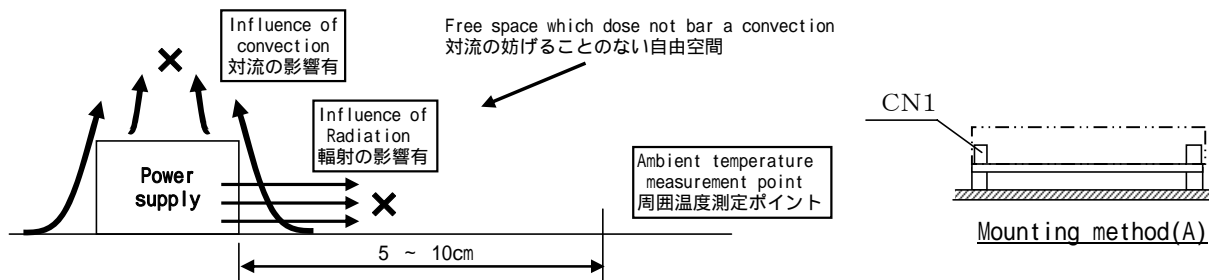 Influence of
convection
対流の影響有
Free space which dose not bar a convection
対流の妨げることのない自由空間
Influence of
Radiation
輻射の影響有
Power
supply
Ambient temperature
measurement point
周囲温度測定ポイント
5 ~ 10cm
CN1
Mounting method(A)